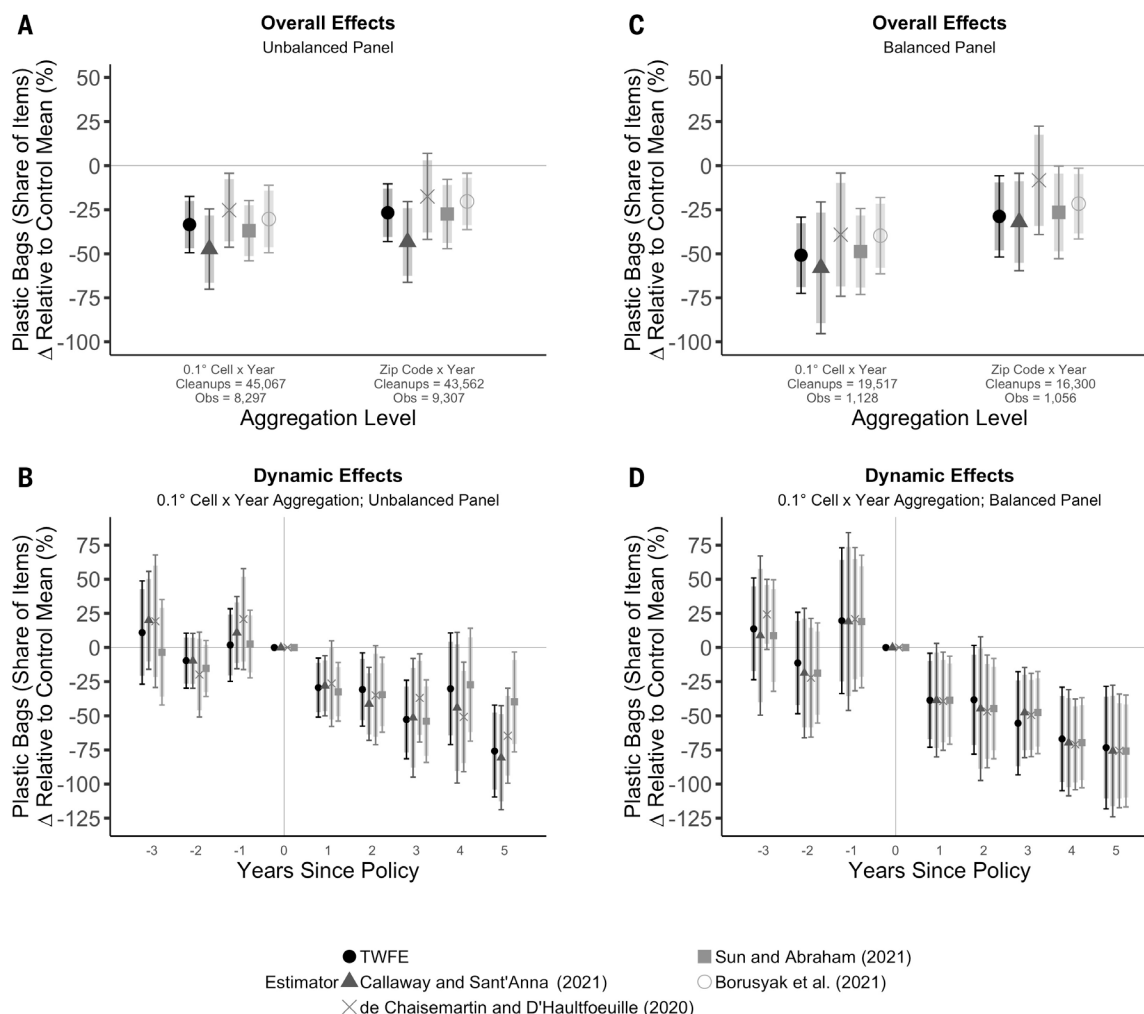 A
Overall Effects
Unbalanced Panel
Plastic Bags (Share of Items)
Δ Relative to Control Mean (%)
50
25
0
-25
-50
-75
-100
0.1° Cell x Year
Cleanups = 45,067
Obs = 8,297
Zip Code x Year
Cleanups = 43,562
Obs = 9,307
Aggregation Level
C
Overall Effects
Balanced Panel
Plastic Bags (Share of Items)
Δ Relative to Control Mean (%)
50
25
0
-25
-50
-75
-100
0.1° Cell x Year
Cleanups = 19,517
Obs = 1,128
Zip Code x Year
Cleanups = 16,300
Obs = 1,056
Aggregation Level
B
Dynamic Effects
0.1° Cell x Year Aggregation; Unbalanced Panel
Plastic Bags (Share of Items)
Δ Relative to Control Mean (%)
75
50
25
0
-25
-50
-75
-100
-125
-3 -2 -1 0 1 2 3 4 5
Years Since Policy
D
Dynamic Effects
0.1° Cell x Year Aggregation; Balanced Panel
Plastic Bags (Share of Items)
Δ Relative to Control Mean (%)
75
50
25
0
-25
-50
-75
-100
-125
-3 -2 -1 0 1 2 3 4 5
Years Since Policy
Estimator
TWFE
Callaway and Sant'Anna (2021)
de Chaisemartin and D'Haultfoeuille (2020)
Sun and Abraham (2021)
Borusyak et al. (2021)